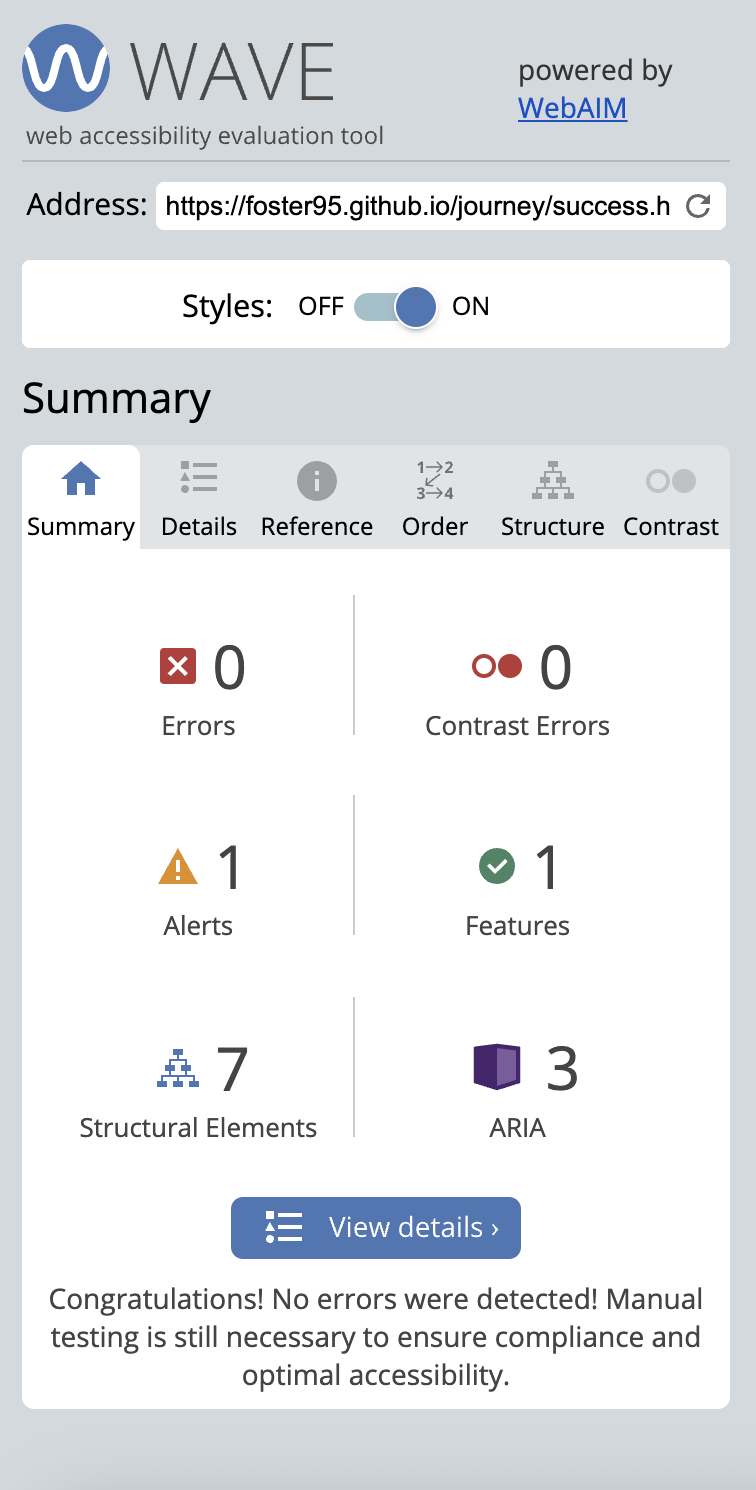 WAVE
powered by
WebAIM
web accessibility evaluation tool
Address: https://foster95.github.io/journey/success.h
Styles: OFF ON
Summary
1→2
3→4
Summary Details Reference Order Structure Contrast
0 0
Errors Contrast Errors
1 1
Alerts Features
7 3
Structural Elements ARIA
View details ›
Congratulations! No errors were detected! Manual
testing is still necessary to ensure compliance and
optimal accessibility.